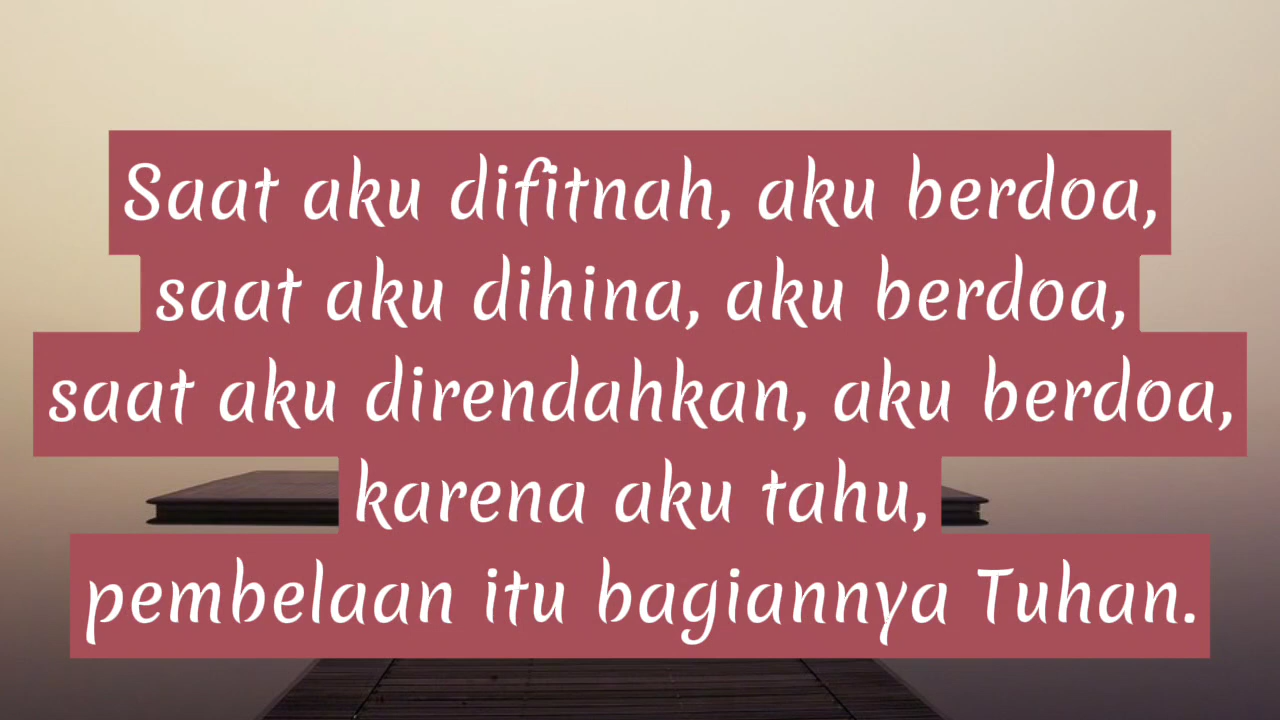 Saat aku difitnah, aku berdoa,
saat aku dihina, aku berdoa,
saat aku direndahkan, aku berdoa,
karena aku tahu,
pembelaan itu bagiannya Tuhan.